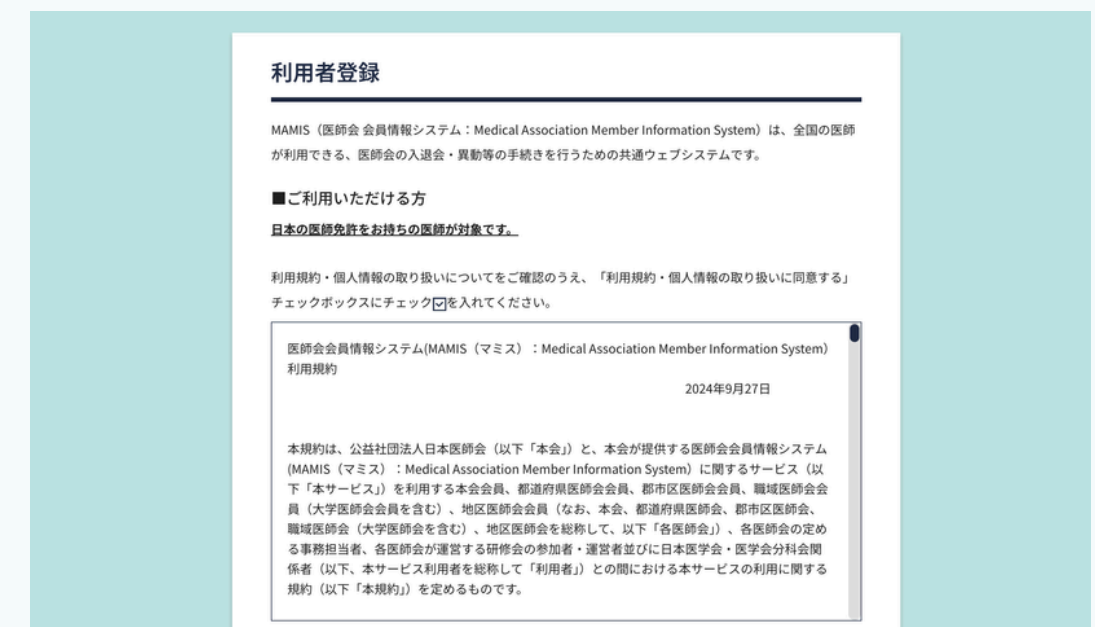 利用者登録
MAMIS（医師会 会員情報システム：Medical Association Member Information System）は、全国の医師
が利用できる、医師会の入退会・異動等の手続きを行うための共通ウェブシステムです。
■ご利用いただける方
日本の医師免許をお持ちの医師が対象です。
利用規約・個人情報の取り扱いについてをご確認のうえ、「利用規約・個人情報の取り扱いに同意する」
チェックボックスにチェック☑を入れてください。
医師会会員情報システム(MAMIS（マミス）：Medical Association Member Information System）
利用規約
2024年9月27日
本規約は、公益社団法人日本医師会（以下「本会」）と、本会が提供する医師会会員情報システム
(MAMIS（マミス）：Medical Association Member Information System）に関するサービス（以
下「本サービス」）を利用する本会会員、都道府県医師会会員、郡市区医師会会員、職域医師会会
員（大学医師会会員を含む）、地区医師会会員（なお、本会、都道府県医師会、郡市区医師会、
職域医師会（大学医師会を含む）、地区医師会を総称して、以下「各医師会」）、各医師会の定め
る事務担当者、各医師会が運営する研修会の参加者・運営者並びに日本医学会・医学会分科会関
係者（以下、本サービス利用者を総称して「利用者」）との間における本サービスの利用に関する
規約（以下「本規約」）を定めるものです。